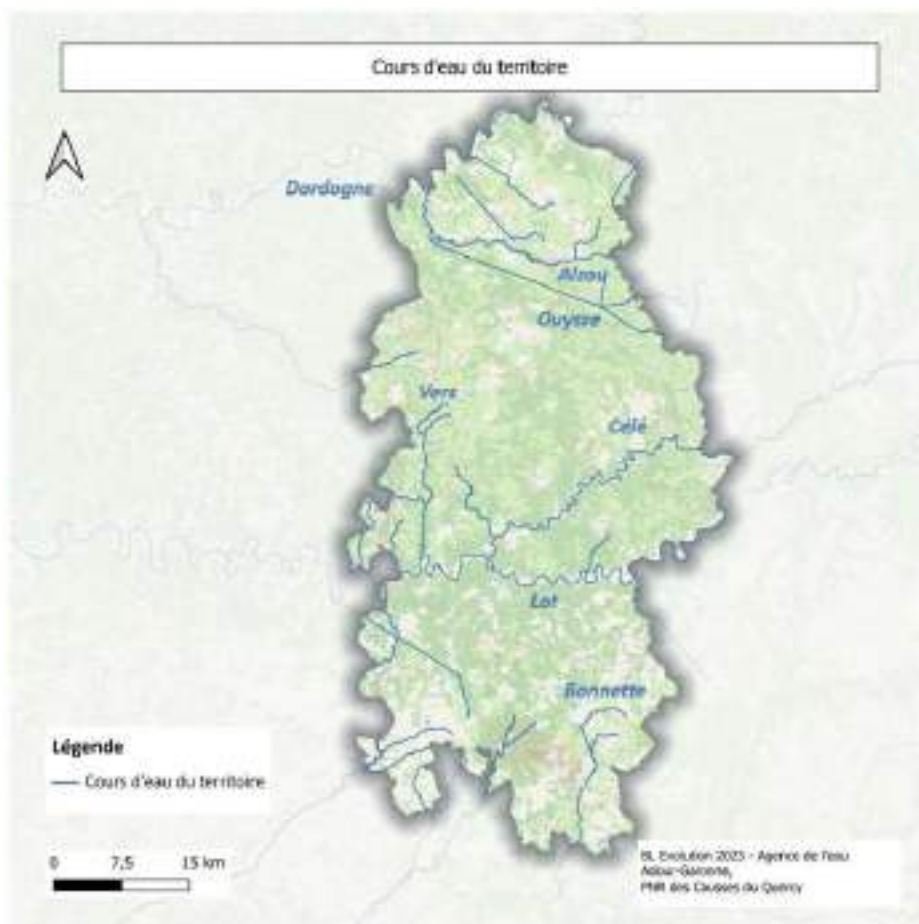 Cours d'eau du territoire
Dordogne
Alzou
Ouysse
Vers
Célé
Lot
Bonnette
Légende
Cours d'eau du territoire
0 7,5 15 km
BL Evolution 2023 - Agence de l'eau
Adour-Garonne,
PNR des Causses du Quercy